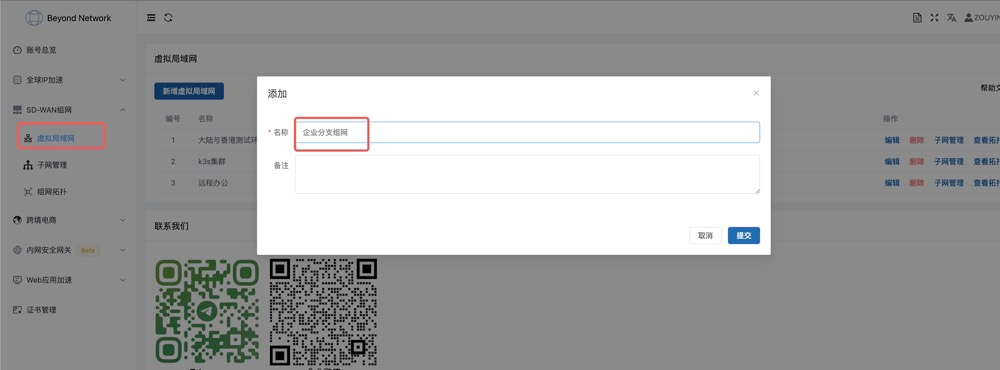 Beyond Network
ZOUYIN
账号总览
全球IP加速
SD-WAN组网
虚拟局域网
子网管理
组网拓扑
跨境电商
内网安全网关 Beta
Web应用加速
证书管理
虚拟局域网
新增虚拟局域网
帮助文
编号 名称 操作
1 大陆与香港测试环 编辑 删除 子网管理 查看拓扑
2 k3s集群 编辑 删除 子网管理 查看拓扑
3 远程办公 编辑 删除 子网管理 查看拓扑
添加
* 名称 企业分支组网
备注
取消 提交
联系我们